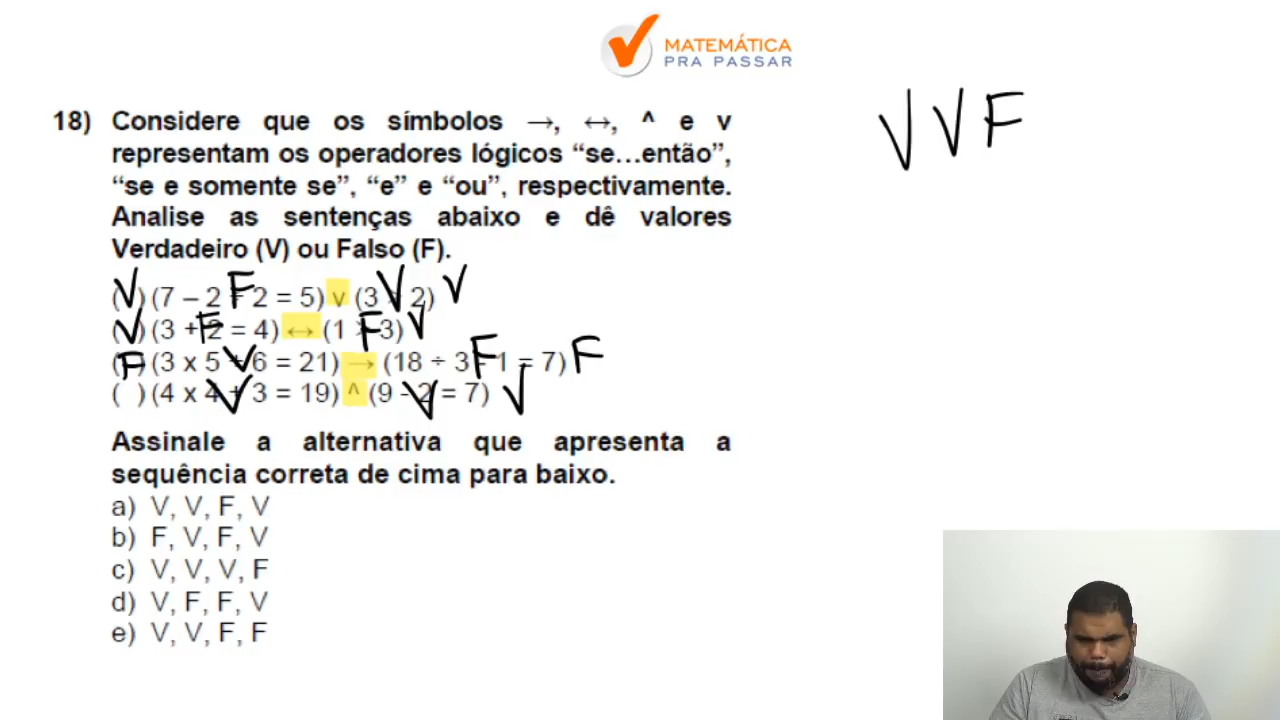 MATEMÁTICA
PRA PASSAR
V V F
18) Considere que os símbolos →, ↔, ^ e v
representam os operadores lógicos “se...então”,
“se e somente se”, “e” e “ou”, respectivamente.
Analise as sentenças abaixo e dê valores
Verdadeiro (V) ou Falso (F).
(V) (7 – 2 F 2 = 5) v (3 V 2) V
(V) (3 + F = 4) ↔ (1 F 3) V
(F) (3 x 5 V 6 = 21) → (18 ÷ 3 F 1 = 7) F
( ) (4 x 4 V 3 = 19) ^ (9 - V = 7) V
Assinale a alternativa que apresenta a
sequência correta de cima para baixo.
a) V, V, F, V
b) F, V, F, V
c) V, V, V, F
d) V, F, F, V
e) V, V, F, F